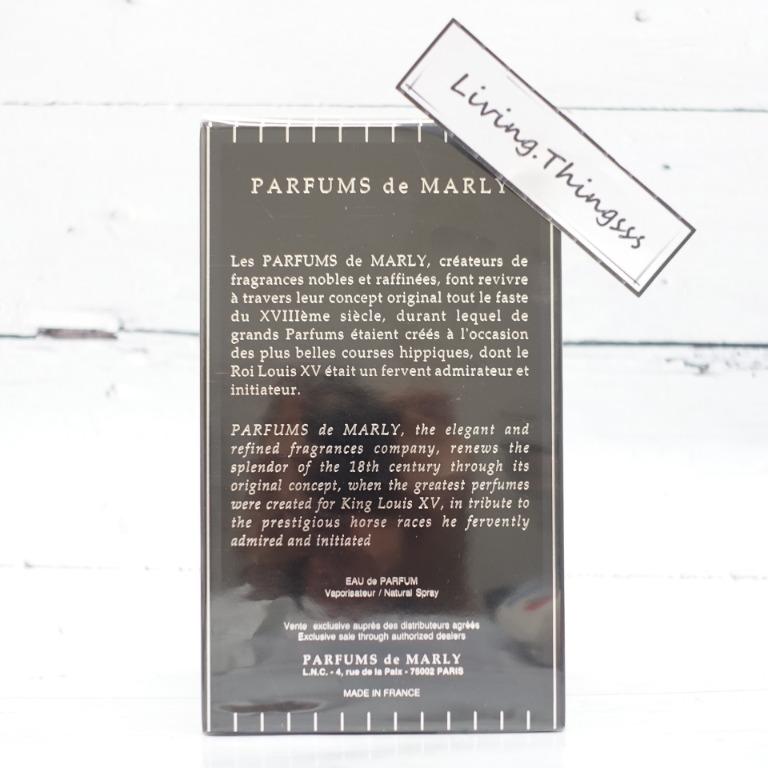 Living.Thingsss
PARFUMS de MARLY
Les PARFUMS de MARLY, créateurs de
fragrances nobles et raffinées, font revivre
à travers leur concept original tout le faste
du XVIIIème siècle, durant lequel de
grands Parfums étaient créés à l'occasion
des plus belles courses hippiques, dont le
Roi Louis XV était un fervent admirateur et
initiateur.
PARFUMS de MARLY, the elegant and
refined fragrances company, renews the
splendor of the 18th century through its
original concept, when the greatest perfumes
were created for King Louis XV, in tribute to
the prestigious horse races he fervently
admired and initiated
EAU de PARFUM
Vaporisateur / Natural Spray
Vente exclusive auprès des distributeurs agréés
Exclusive sale through authorized dealers
PARFUMS de MARLY
L.N.C. - 4, rue de la Paix - 75002 PARIS
MADE IN FRANCE